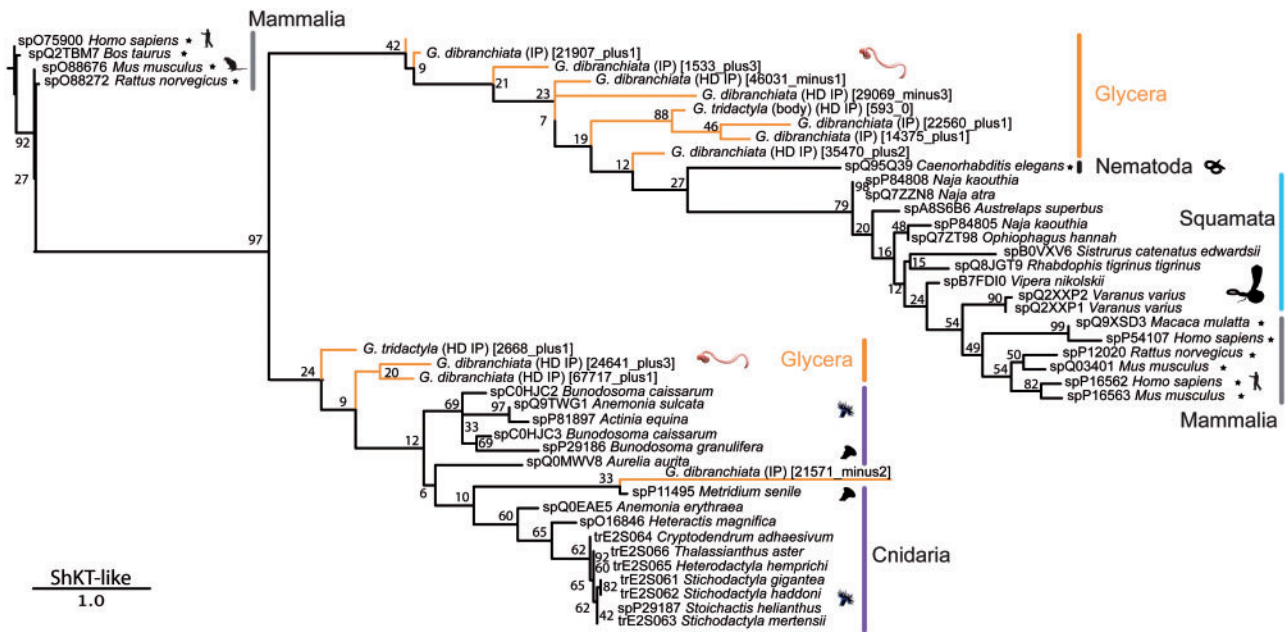 Mammalia
spO75900 Homo sapiens ★
spQ2TBM7 Bos taurus ★
spO88676 Mus musculus ★
spO88272 Rattus norvegicus ★
92
27
97
42
G. dibranchiata (IP) [21907_plus1]
9
G. dibranchiata (IP) [1533_plus3]
21
G. dibranchiata (HD IP) [46031_minus1]
23
G. dibranchiata (HD IP) [29069_minus3]
7
G. tridactyla (body) (HD IP) [593_0]
88
G. dibranchiata (IP) [22560_plus1]
46
G. dibranchiata (IP) [14375_plus1]
19
G. dibranchiata (HD IP) [35470_plus2]
12
Glycera
27
spQ95Q39 Caenorhabditis elegans ★
Nematoda
98
spP84808 Naja kaouthia
spQ7ZZN8 Naja atra
79
spA8S6B6 Austrelaps superbus
20
spP84805 Naja kaouthia
48
spQ7ZT98 Ophiophagus hannah
16
spB0VXV6 Sistrurus catenatus edwardsii
15
spQ8JGT9 Rhabdophis tigrinus tigrinus
12
spB7FDI0 Vipera nikolskii
24
spQ2XXP2 Varanus varius
90
spQ2XXP1 Varanus varius
54
Squamata
spQ9XSD3 Macaca mulatta ★
99
spP54107 Homo sapiens ★
49
spP12020 Rattus norvegicus ★
50
spQ03401 Mus musculus ★
54
spP16562 Homo sapiens ★
82
spP16563 Mus musculus ★
Mammalia
G. tridactyla (HD IP) [2668_plus1]
24
G. dibranchiata (HD IP) [24641_plus3]
20
G. dibranchiata (HD IP) [67717_plus1]
9
Glycera
spC0HJC2 Bunodosoma caissarum
69
spQ9TWG1 Anemonia sulcata
97
spP81897 Actinia equina
33
spC0HJC3 Bunodosoma caissarum
69
spP29186 Bunodosoma granulifera
12
spQ0MWV8 Aurelia aurita
6
G. dibranchiata (IP) [21571_minus2]
33
spP11495 Metridium senile
10
spQ0EAE5 Anemonia erythraea
60
spO16846 Heteractis magnifica
65
trE2S064 Cryptodendrum adhaesivum
62
trE2S066 Thalassianthus aster
92
trE2S065 Heterodactyla hemprichi
60
trE2S061 Stichodactyla gigantea
65
82
trE2S062 Stichodactyla haddoni
spP29187 Stoichactis helianthus
62
42
trE2S063 Stichodactyla mertensii
Cnidaria
ShKT-like
1.0